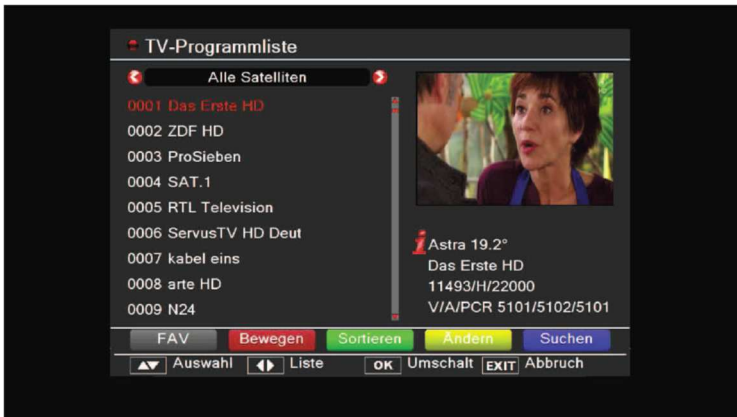 TV-Programmliste
Alle Satelliten
0001 Das Erste HD
0002 ZDF HD
0003 ProSieben
0004 SAT.1
0005 RTL Television
0006 ServusTV HD Deut
0007 kabel eins
0008 arte HD
0009 N24
i Astra 19.2°
Das Erste HD
11493/H/22000
V/A/PCR 5101/5102/5101
FAV Bewegen Sortieren Ändern Suchen
Auswahl Liste OK Umschalt EXIT Abbruch